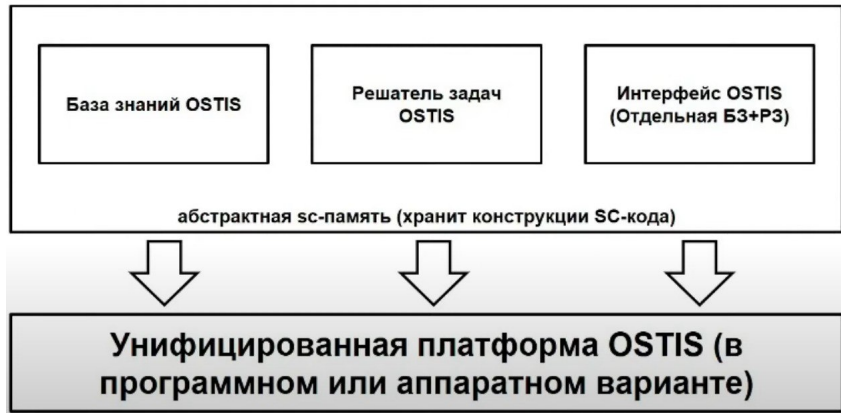 База знаний OSTIS
Решатель задач
OSTIS
Интерфейс OSTIS
(Отдельная БЗ+РЗ)
абстрактная sc-память (хранит конструкции SC-кода)
Унифицированная платформа OSTIS (в
программном или аппаратном варианте)